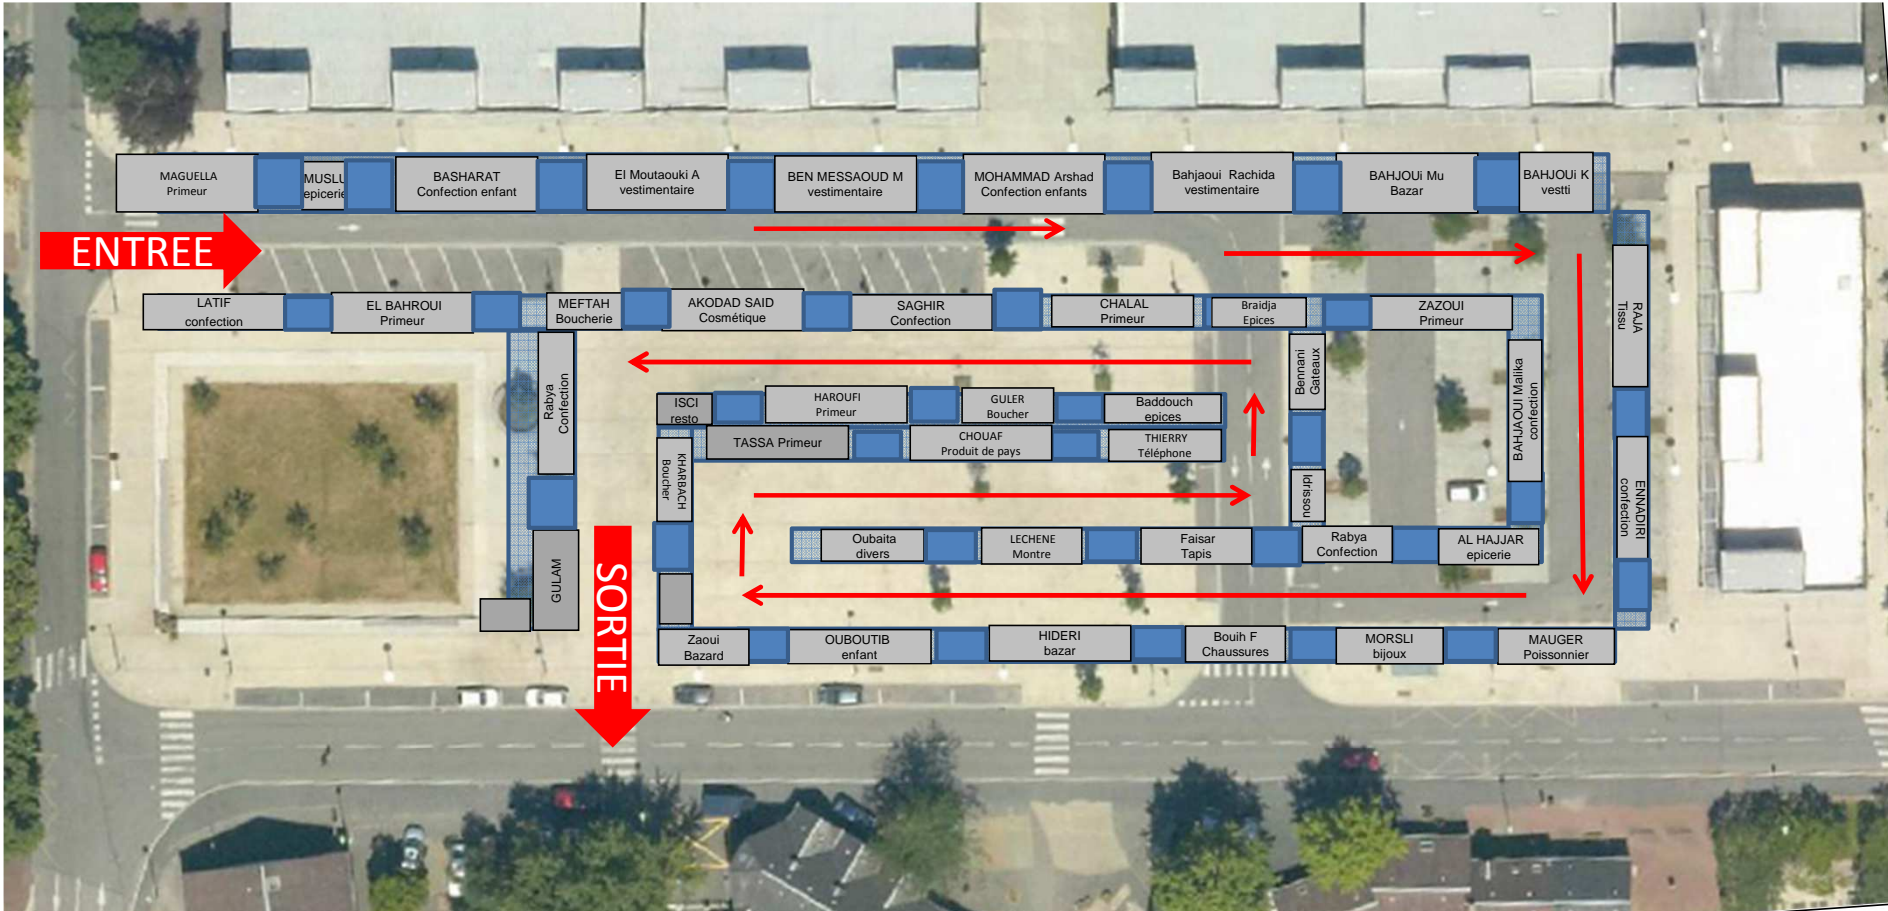 MAGUELLA
Primeur
MUSLU
epicerie
BASHARAT
Confection enfant
El Moutaouki A
vestimentaire
BEN MESSAOUD M
vestimentaire
MOHAMMAD Arshad
Confection enfants
Bahjaoui Rachida
vestimentaire
BAHJOUi Mu
Bazar
BAHJOUi K
vestti
ENTREE
LATIF
confection
EL BAHROUI
Primeur
MEFTAH
Boucherie
AKODAD SAID
Cosmétique
SAGHIR
Confection
CHALAL
Primeur
Braidja
Epices
ZAZOUI
Primeur
RAJA
Tissu
Rabya
Confection
Bennani
Gateaux
BAHJAOUI Malika
confection
ISCI
resto
HAROUFI
Primeur
GULER
Boucher
Baddouch
epices
TASSA Primeur
CHOUAF
Produit de pays
THIERRY
Téléphone
KHARBACH
Boucher
Idrissou
ENNADIRI
confection
GULAM
SORTIE
Oubaita
divers
LECHENE
Montre
Faisar
Tapis
Rabya
Confection
AL HAJJAR
epicerie
Zaoui
Bazard
OUBOUTIB
enfant
HIDERI
bazar
Bouih F
Chaussures
MORSLI
bijoux
MAUGER
Poissonnier